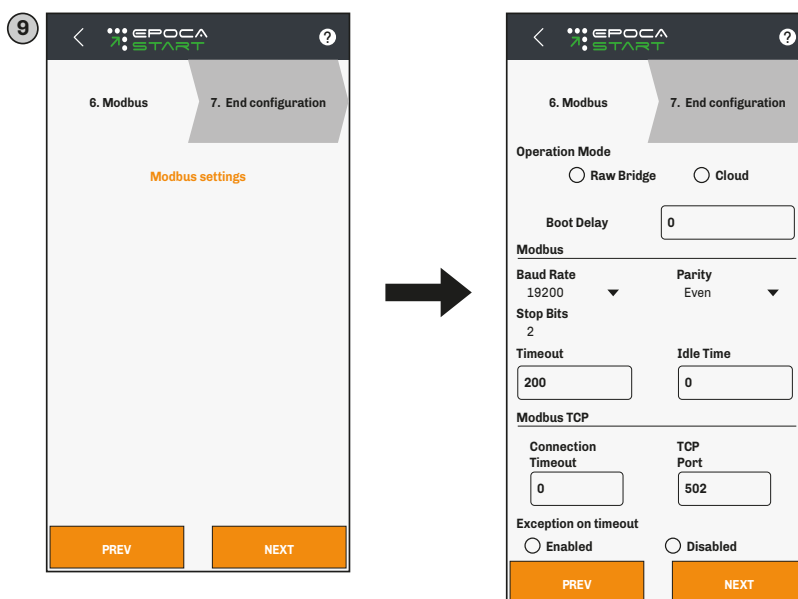 9
EPOCA
START
?
6. Modbus
7. End configuration
Modbus settings
PREV
NEXT
EPOCA
START
?
6. Modbus
7. End configuration
Operation Mode
Raw Bridge
Cloud
Boot Delay
0
Modbus
Baud Rate
Parity
19200
Even
Stop Bits
2
Timeout
Idle Time
200
0
Modbus TCP
Connection
Timeout
TCP
Port
0
502
Exception on timeout
Enabled
Disabled
PREV
NEXT